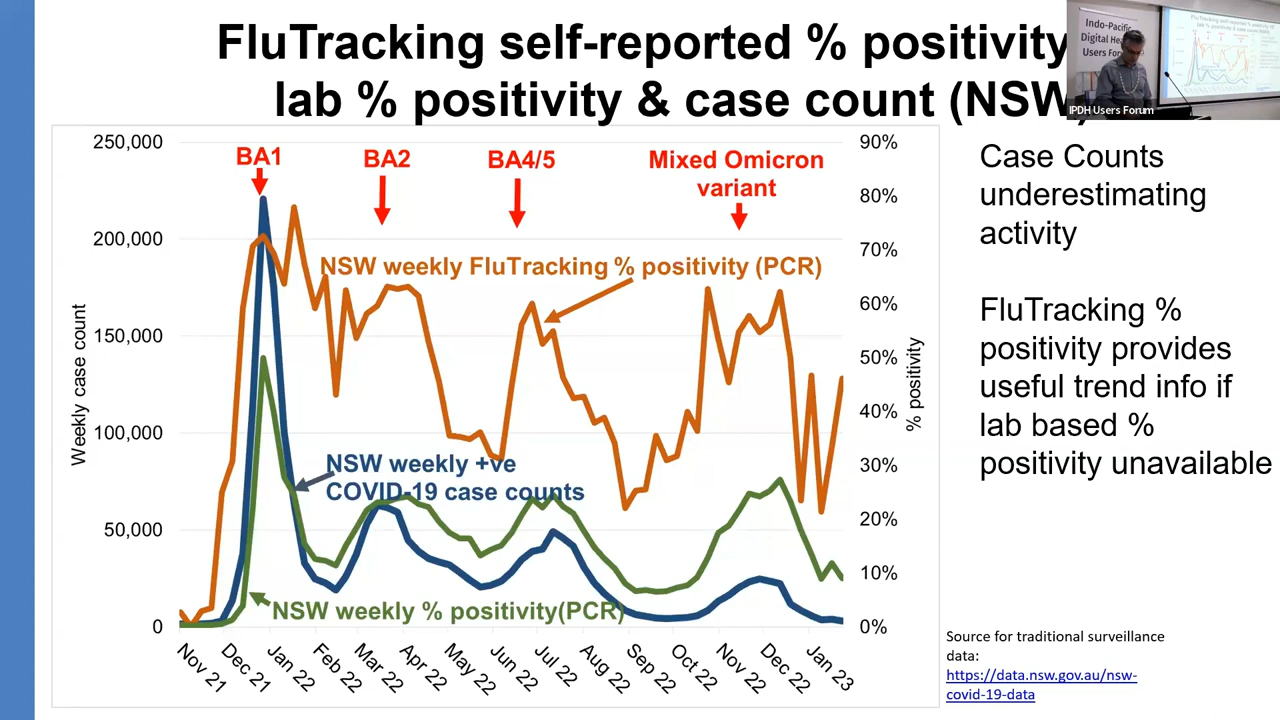 FluTracking self-reported % positivity
lab % positivity & case count (NSW)
Indo-Pacific
Digital Hea
Users For
IPDH Users Forum
250,000
200,000
150,000
100,000
50,000
0
Weekly case count
BA1
BA2
BA4/5
Mixed Omicron
variant
NSW weekly FluTracking % positivity (PCR)
NSW weekly +ve
COVID-19 case counts
NSW weekly % positivity(PCR)
90%
80%
70%
60%
50%
40%
30%
20%
10%
0%
% positivity
Nov 21
Dec 21
Jan 22
Feb 22
Mar 22
Apr 22
May 22
Jun 22
Jul 22
Aug 22
Sep 22
Oct 22
Nov 22
Dec 22
Jan 23
Case Counts
underestimating
activity
FluTracking %
positivity provides
useful trend info if
lab based %
positivity unavailable
Source for traditional surveillance
data:
https://data.nsw.gov.au/nsw-
covid-19-data